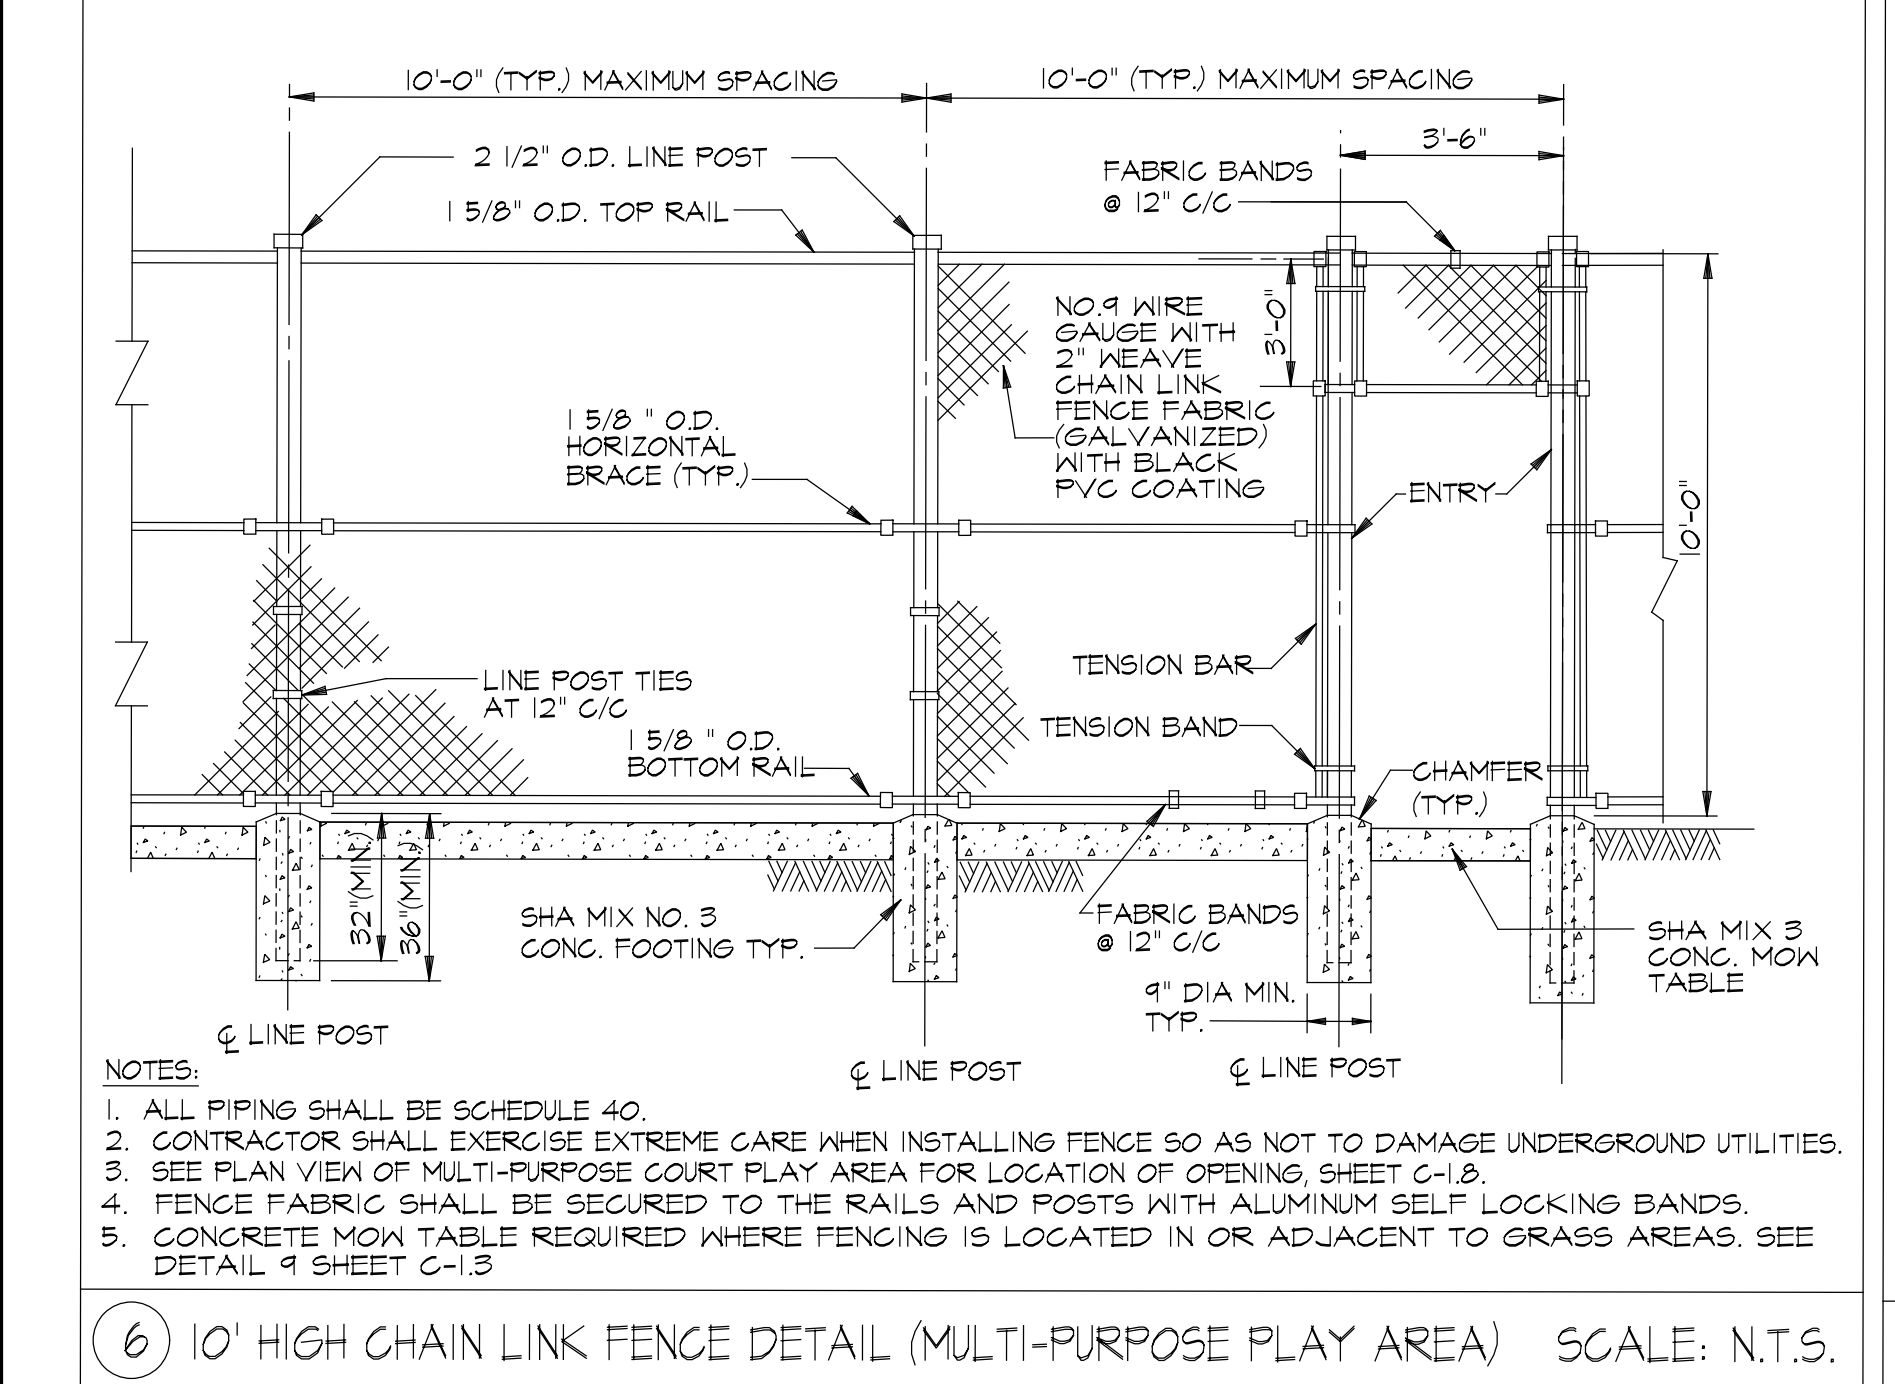 10'-0" (TYP.) MAXIMUM SPACING
10'-0" (TYP.) MAXIMUM SPACING
3'-6"
2 1/2" O.D. LINE POST
FABRIC BANDS
@ 12" C/C
1 5/8" O.D. TOP RAIL
NO.9 WIRE
GAUGE WITH
2" WEAVE
CHAIN LINK
FENCE FABRIC
(GALVANIZED)
WITH BLACK
PVC COATING
3'-0"
1 5/8 " O.D.
HORIZONTAL
BRACE (TYP.)
ENTRY
10'-0"
TENSION BAR
LINE POST TIES
AT 12" C/C
TENSION BAND
1 5/8 " O.D.
BOTTOM RAIL
CHAMFER
(TYP.)
32"(MIN.)
36"(MIN.)
SHA MIX NO. 3
CONC. FOOTING TYP.
FABRIC BANDS
@ 12" C/C
SHA MIX 3
CONC. MOW
TABLE
9" DIA MIN.
TYP.
℄ LINE POST
℄ LINE POST
℄ LINE POST
NOTES:
1. ALL PIPING SHALL BE SCHEDULE 40.
2. CONTRACTOR SHALL EXERCISE EXTREME CARE WHEN INSTALLING FENCE SO AS NOT TO DAMAGE UNDERGROUND UTILITIES.
3. SEE PLAN VIEW OF MULTI-PURPOSE COURT PLAY AREA FOR LOCATION OF OPENING, SHEET C-1.8.
4. FENCE FABRIC SHALL BE SECURED TO THE RAILS AND POSTS WITH ALUMINUM SELF LOCKING BANDS.
5. CONCRETE MOW TABLE REQUIRED WHERE FENCING IS LOCATED IN OR ADJACENT TO GRASS AREAS. SEE
DETAIL 9 SHEET C-1.3
6 10' HIGH CHAIN LINK FENCE DETAIL (MULTI-PURPOSE PLAY AREA) SCALE: N.T.S.